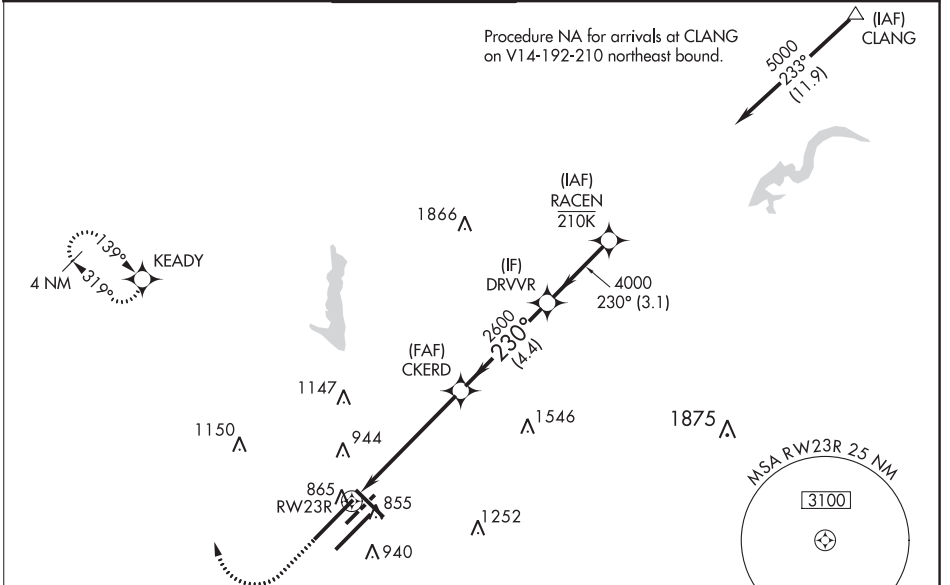 Procedure NA for arrivals at CLANG
on V14-192-210 northeast bound.
(IAF)
CLANG
5000
233°
(11.9)
(IAF)
RACEN
210K
1866
139°
KEADY
4 NM
319°
(IF)
DRVVR
4000
230° (3.1)
2600
230°
(4.4)
(FAF)
CKERD
1147
1546
1875
1150
944
MSA RW23R 25 NM
3100
865
RW23R
855
1252
940